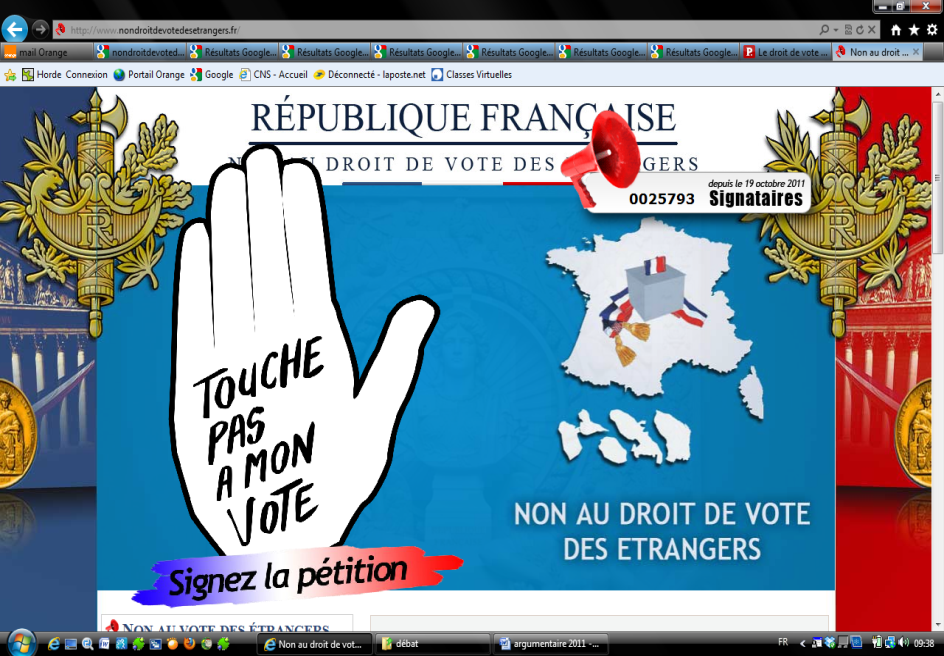 http://www.nondroitdevotedesetrangers.fr/
mail Orange
nondroitdevoted...
Résultats Google...
Résultats Google...
Résultats Google...
Résultats Google...
Résultats Google...
Résultats Google...
Le droit de vote ...
Non au droit ...
Horde Connexion
Portail Orange
Google
CNS - Accueil
Déconnecté - laposte.net
Classes Virtuelles
RÉPUBLIQUE FRANÇAISE
AU DROIT DE VOTE DES ETRANGERS
depuis le 19 octobre 2011
0025793 Signataires
RF
RF
TOUCHE
PAS
A MON
VOTE
NON AU DROIT DE VOTE
DES ETRANGERS
Signez la pétition
NON AU VOTE DES ÉTRANGERS
Non au droit de vot...
débat
argumentaire 2011 -...
FR
09:38